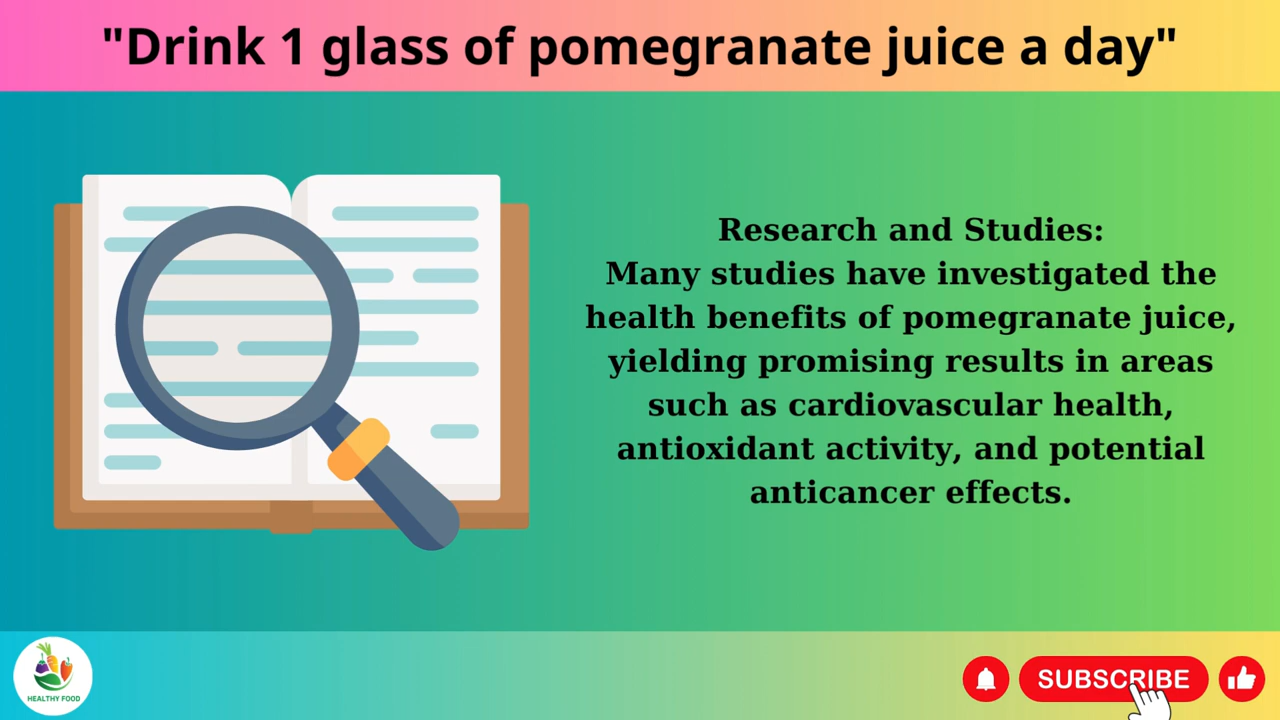 "Drink 1 glass of pomegranate juice a day"
Research and Studies:
Many studies have investigated the
health benefits of pomegranate juice,
yielding promising results in areas
such as cardiovascular health,
antioxidant activity, and potential
anticancer effects.
HEALTHY FOOD
SUBSCRIBE